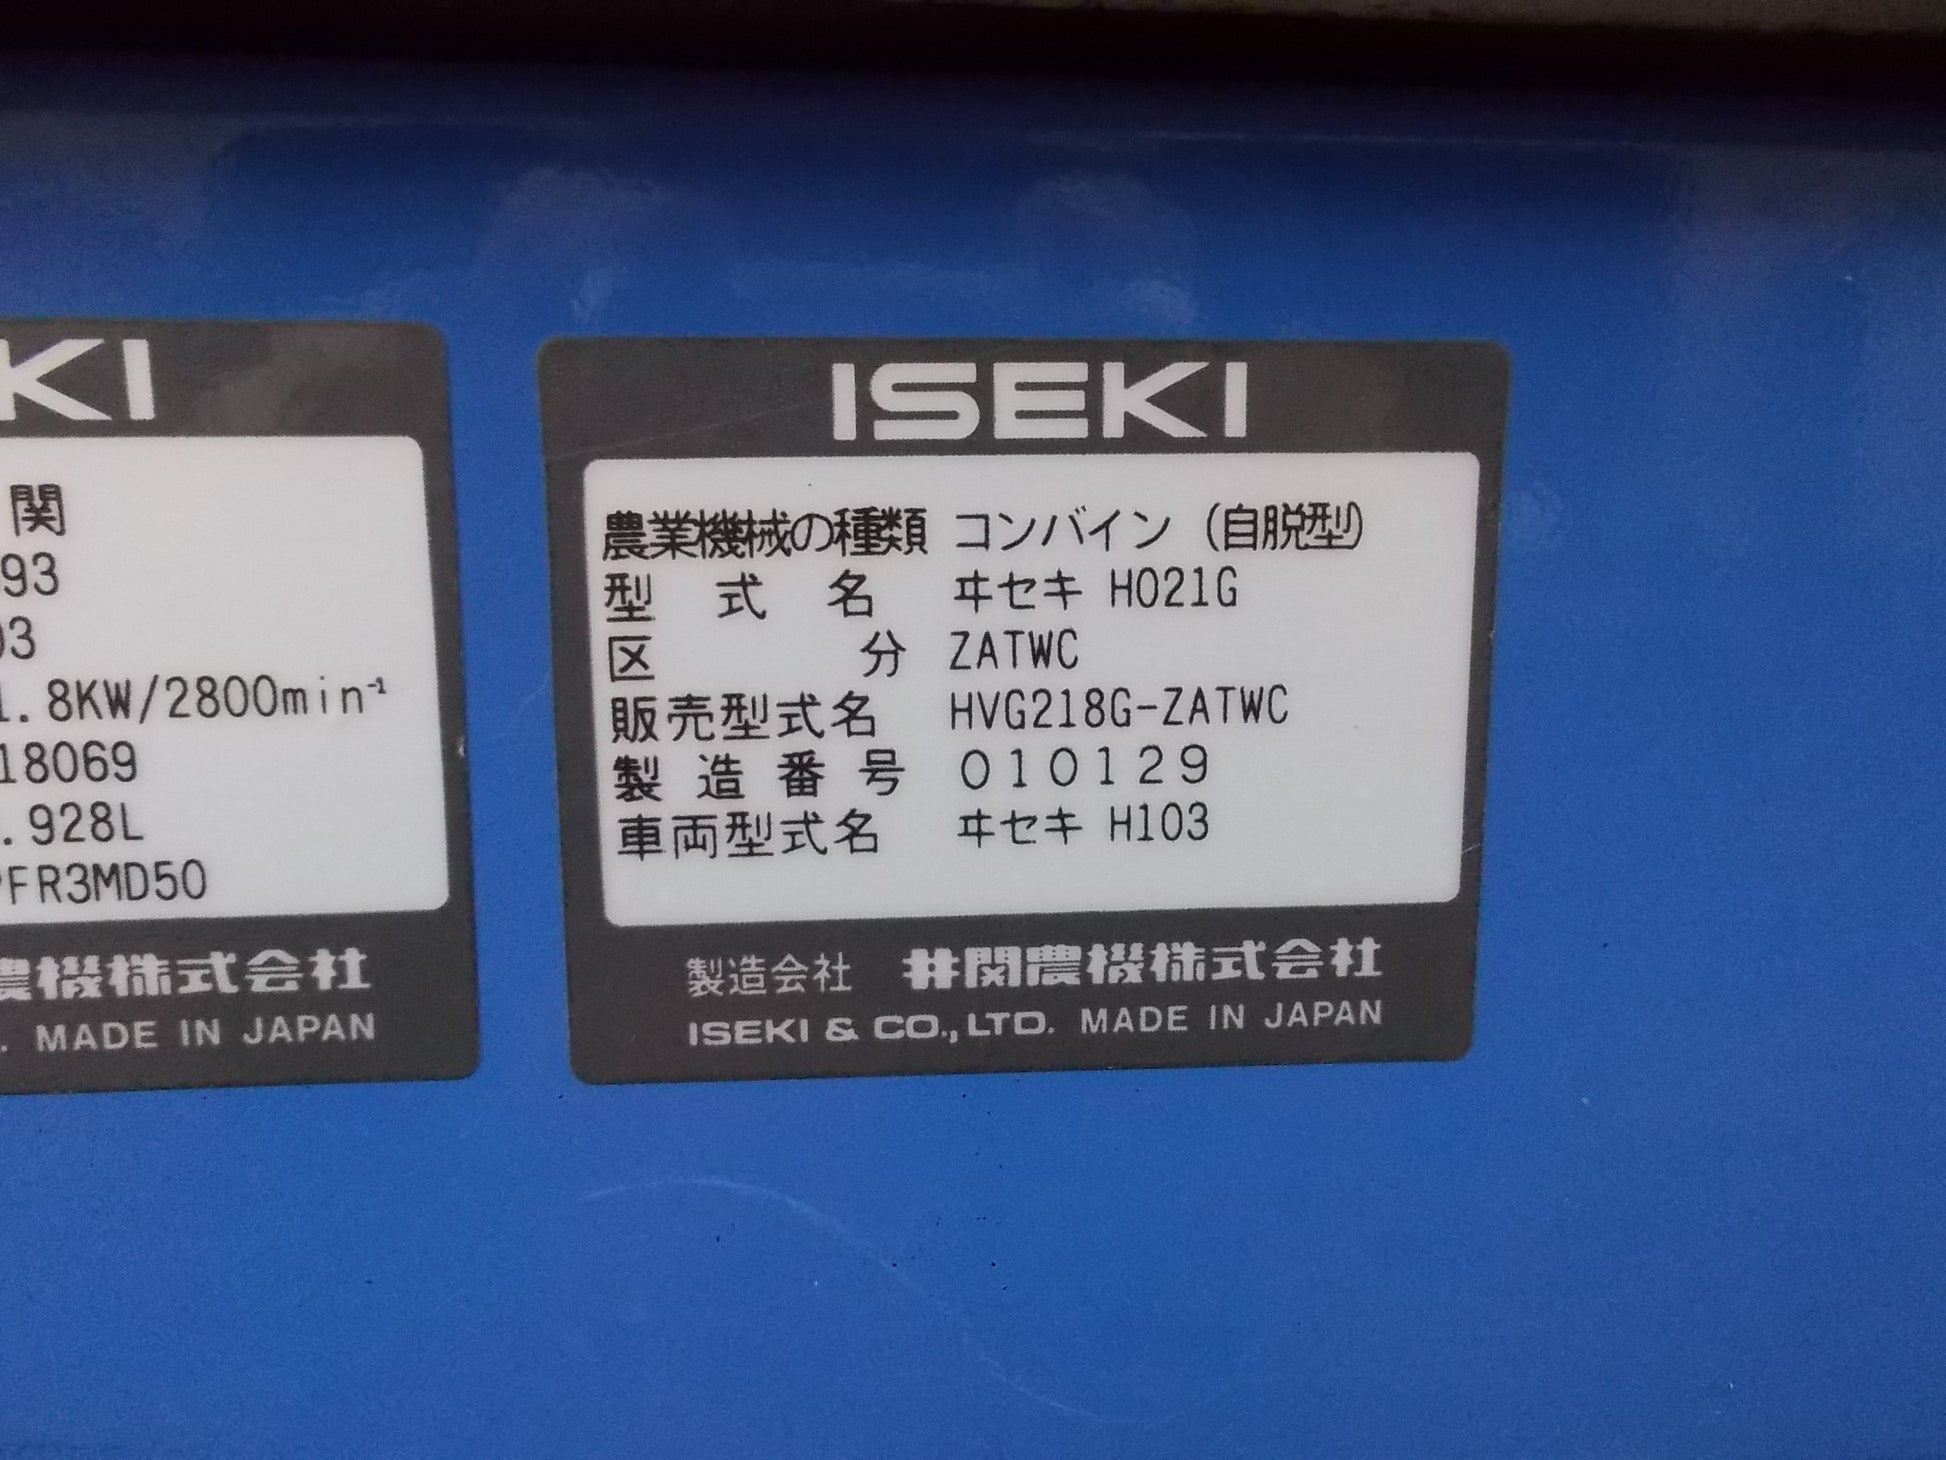 KI
関
93
03
1.8KW/2800min⁻¹
18069
.928L
FR3MD50
農機株式会社
. MADE IN JAPAN
ISEKI
農業機械の種類 コンバイン（自脱型）
型式名 ヰセキ HO21G
区分 ZATWC
販売型式名 HVG218G-ZATWC
製造番号 010129
車両型式名 ヰセキ H103
製造会社 井関農機株式会社
ISEKI & CO.,LTD. MADE IN JAPAN